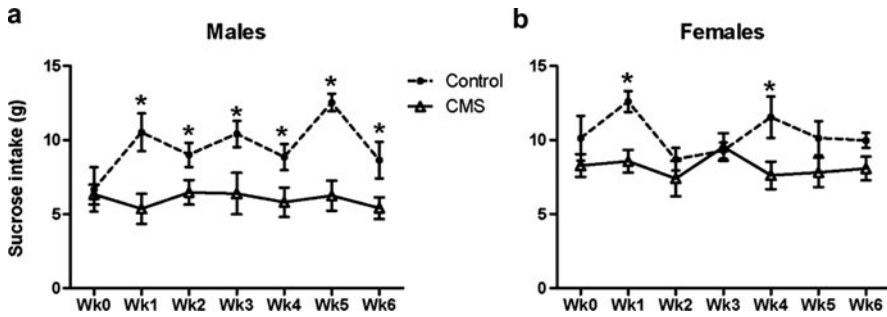 a
Males
Sucrose intake (g)
15
10
5
0
* * * * * *
Wk0 Wk1 Wk2 Wk3 Wk4 Wk5 Wk6
Control
CMS
b
Females
15
10
5
0
* *
Wk0 Wk1 Wk2 Wk3 Wk4 Wk5 Wk6